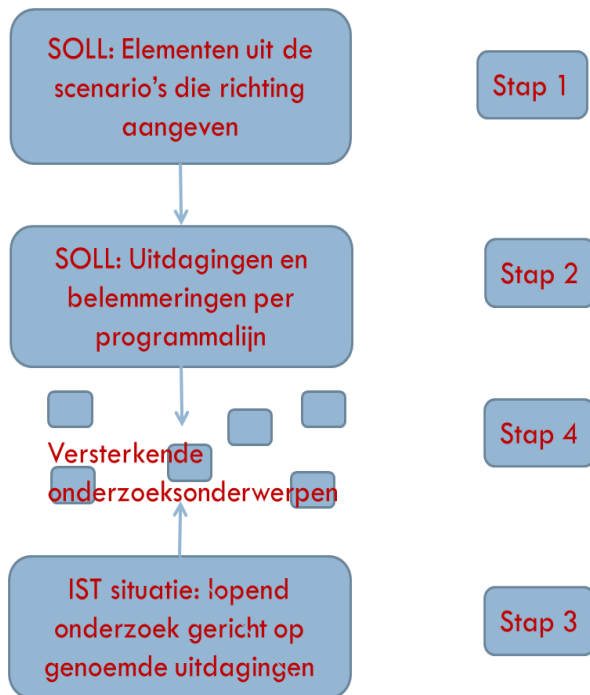 SOLL: Elementen uit de
scenario's die richting
aangeven
Stap 1
SOLL: Uitdagingen en
belemmeringen per
programmalijn
Stap 2
Versterkende
onderzoeksonderwerpen
Stap 4
IST situatie: lopend
onderzoek gericht op
genoemde uitdagingen
Stap 3